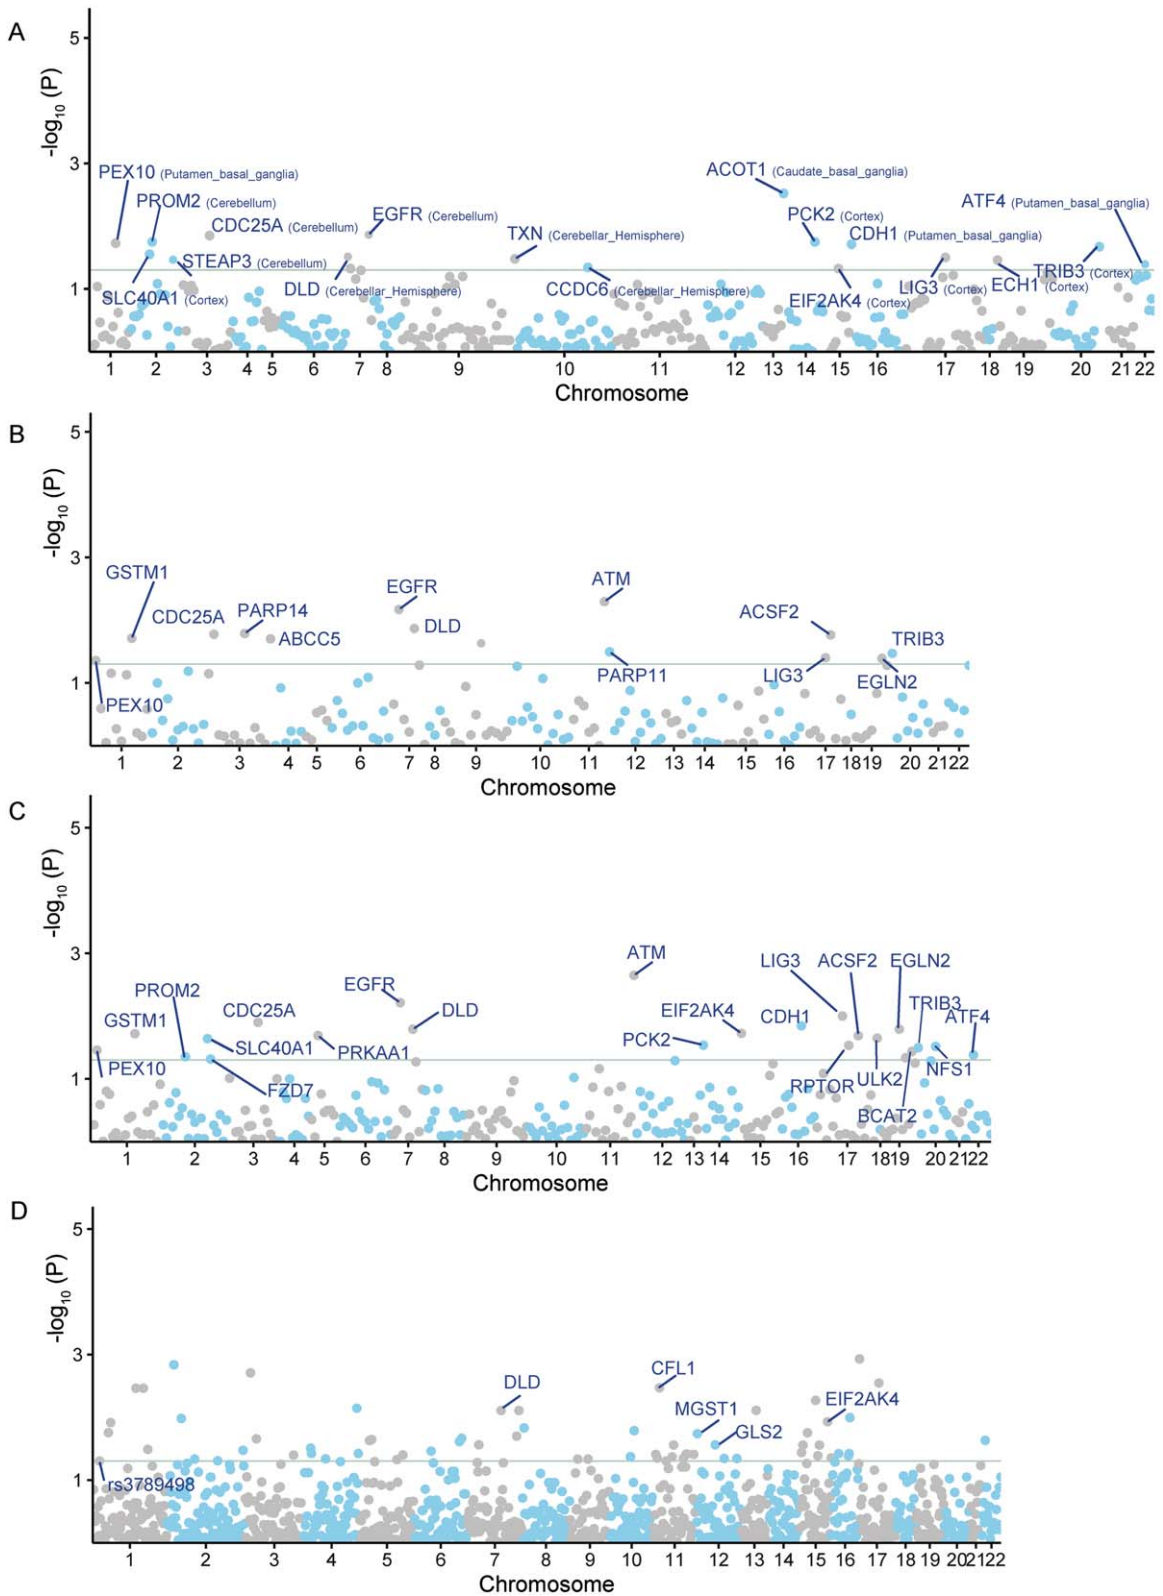 A
5
-log10 (P)
3
PEX10 (Putamen_basal_ganglia)
ACOT1 (Caudate_basal_ganglia)
PROM2 (Cerebellum)
ATF4 (Putamen_basal_ganglia)
EGFR (Cerebellum)
PCK2 (Cortex)
CDC25A (Cerebellum)
TXN (Cerebellar_Hemisphere)
CDH1 (Putamen_basal_ganglia)
STEAP3 (Cerebellum)
TRIB3 (Cortex)
1
SLC40A1 (Cortex)
DLD (Cerebellar_Hemisphere)
CCDC6 (Cerebellar_Hemisphere)
EIF2AK4 (Cortex)
LIG3 (Cortex)
ECH1 (Cortex)
1 2 3 4 5 6 7 8 9 10 11 12 13 14 15 16 17 18 19 20 21 22
Chromosome
B
5
-log10 (P)
3
GSTM1
EGFR
ATM
CDC25A
PARP14
ACSF2
ABCC5
DLD
TRIB3
PARP11
LIG3
EGLN2
1
PEX10
1 2 3 4 5 6 7 8 9 10 11 12 13 14 15 16 17 18 19 20 21 22
Chromosome
C
5
-log10 (P)
3
ATM
LIG3
ACSF2
EGLN2
PROM2
EGFR
GSTM1
CDC25A
DLD
EIF2AK4
CDH1
TRIB3
ATF4
SLC40A1
PRKAA1
PCK2
PEX10
NFS1
1
FZD7
RPTOR
ULK2
BCAT2
1 2 3 4 5 6 7 8 9 10 11 12 13 14 15 16 17 18 19 20 21 22
Chromosome
D
5
-log10 (P)
3
DLD
CFL1
EIF2AK4
MGST1
GLS2
1
rs3789498
1 2 3 4 5 6 7 8 9 10 11 12 13 14 15 16 17 18 19 20 21 22
Chromosome